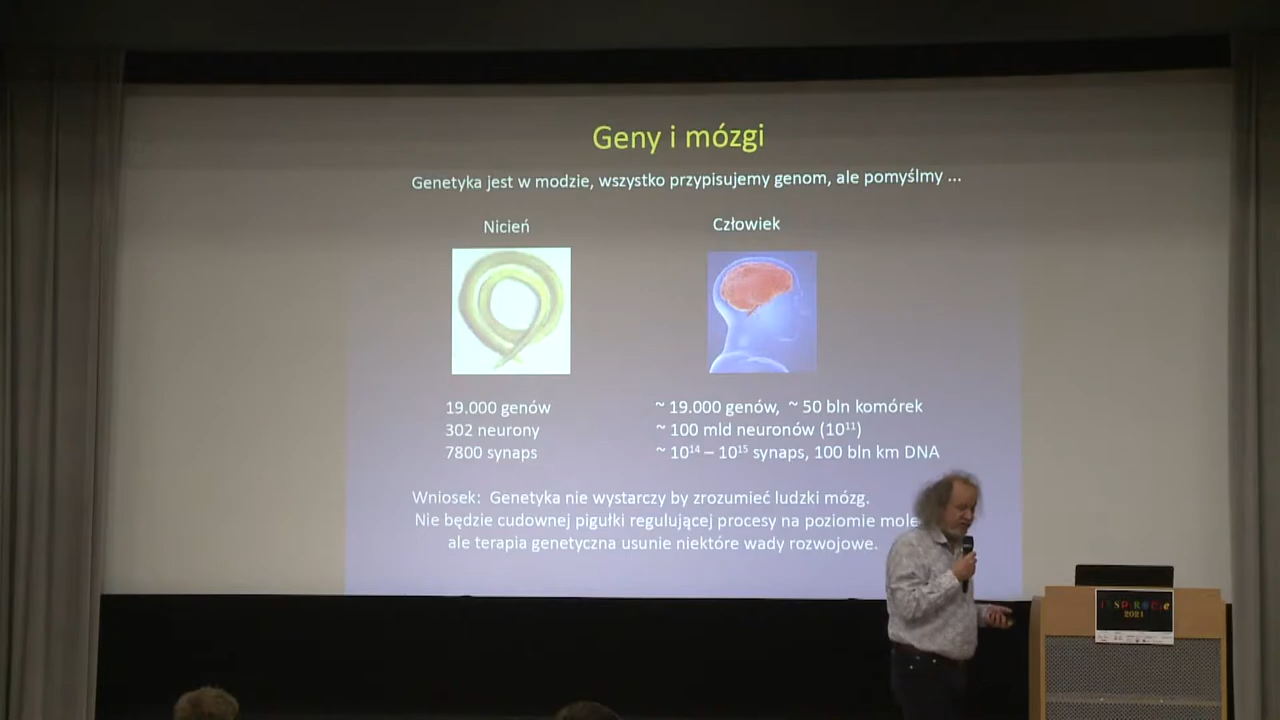 Geny i mózgi
Genetyka jest w modzie, wszystko przypisujemy genom, ale pomyślmy ...
Nicień
Człowiek
19.000 genów
302 neurony
7800 synaps
~ 19.000 genów, ~ 50 bln komórek
~ 100 mld neuronów (10¹¹)
~ 10¹⁴ – 10¹⁵ synaps, 100 bln km DNA
Wniosek: Genetyka nie wystarczy by zrozumieć ludzki mózg.
Nie będzie cudownej pigułki regulującej procesy na poziomie mole
ale terapia genetyczna usunie niektóre wady rozwojowe.
2021